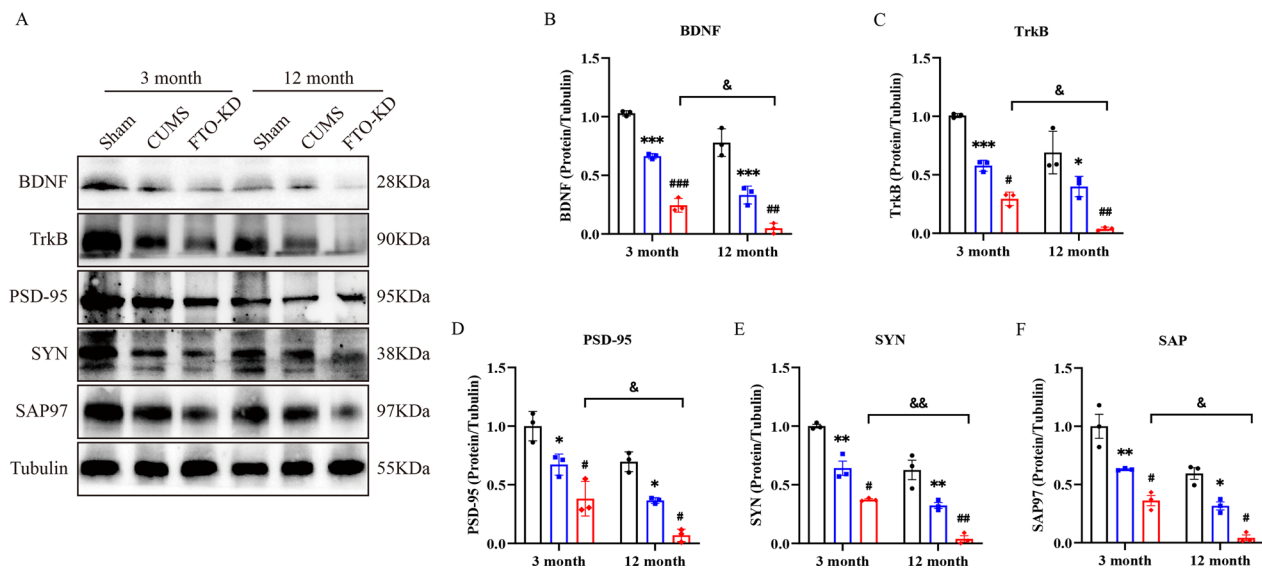 A
3 month
12 month
Sham
CUMS
FTO-KD
Sham
CUMS
FTO-KD
BDNF
28KDa
TrkB
90KDa
PSD-95
95KDa
SYN
38KDa
SAP97
97KDa
Tubulin
55KDa
B
BDNF
BDNF (Protein/Tubulin)
1.5
1.0
0.5
0.0
&
***
###
***
##
3 month
12 month
C
TrkB
TrkB (Protein/Tubulin)
1.5
1.0
0.5
0.0
&
***
#
*
##
3 month
12 month
D
PSD-95
PSD-95 (Protein/Tubulin)
1.5
1.0
0.5
0.0
&
*
#
*
#
3 month
12 month
E
SYN
SYN (Protein/Tubulin)
1.5
1.0
0.5
0.0
&&
**
#
**
##
3 month
12 month
F
SAP
SAP97 (Protein/Tubulin)
1.5
1.0
0.5
0.0
&
**
#
*
#
3 month
12 month